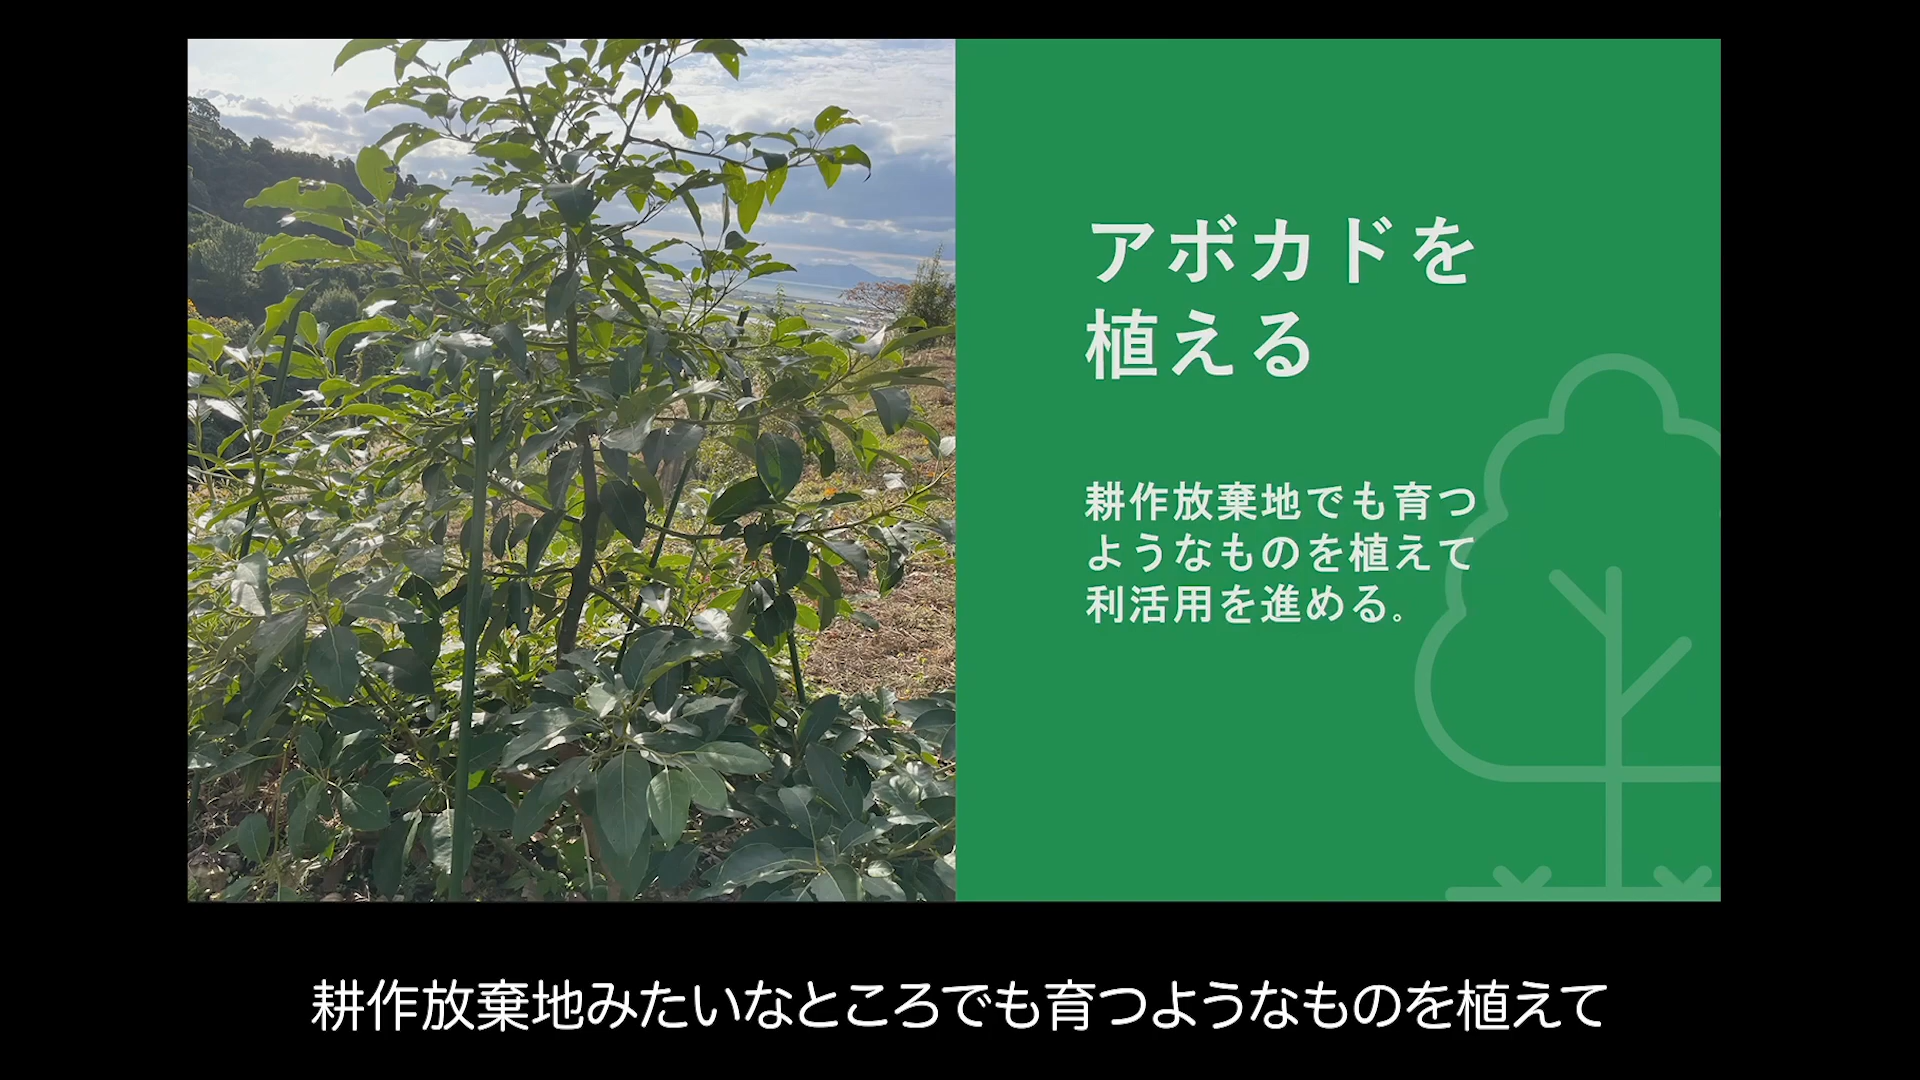 アボカドを
植える
耕作放棄地でも育つ
ようなものを植えて
利活用を進める。
耕作放棄地みたいなところでも育つようなものを植えて